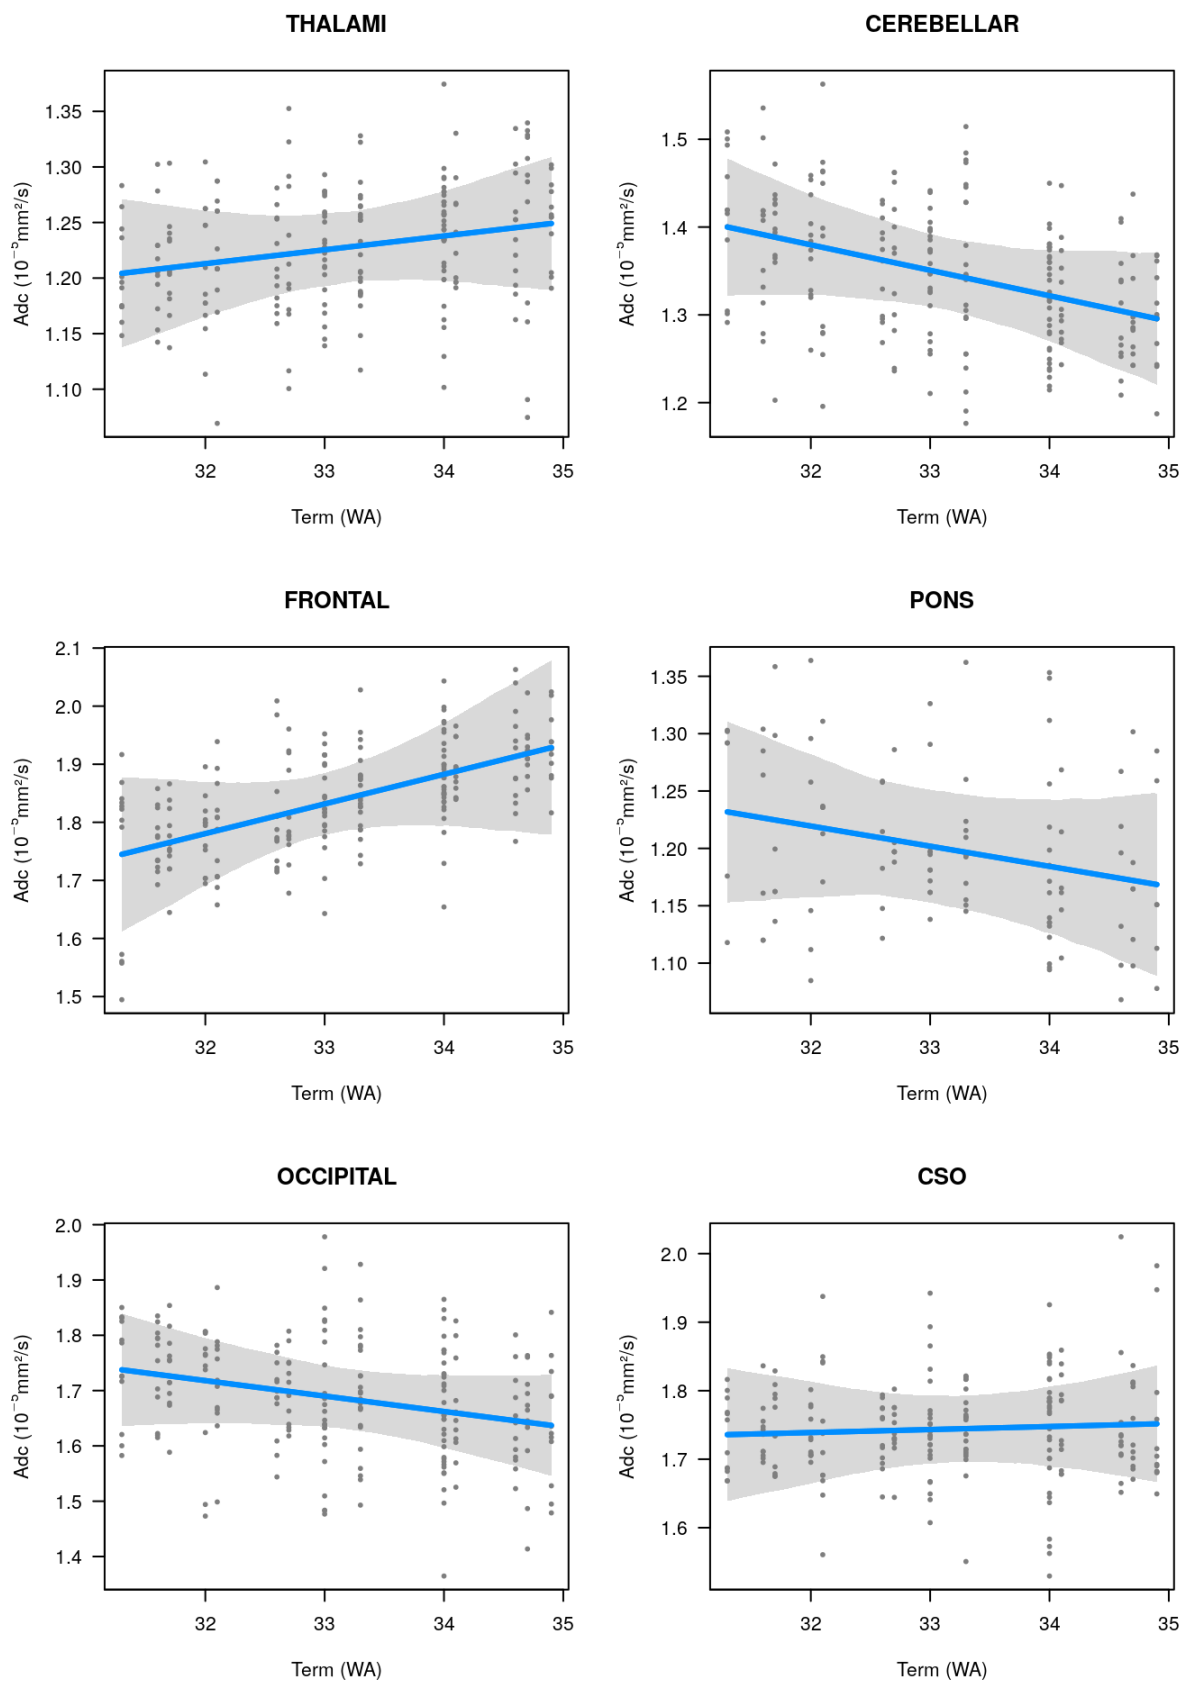 THALAMI
Adc (10⁻⁵mm²/s)
1.35
1.30
1.25
1.20
1.15
1.10
32 33 34 35
Term (WA)
CEREBELLAR
Adc (10⁻⁵mm²/s)
1.5
1.4
1.3
1.2
32 33 34 35
Term (WA)
FRONTAL
Adc (10⁻⁵mm²/s)
2.1
2.0
1.9
1.8
1.7
1.6
1.5
32 33 34 35
Term (WA)
PONS
Adc (10⁻⁵mm²/s)
1.35
1.30
1.25
1.20
1.15
1.10
32 33 34 35
Term (WA)
OCCIPITAL
Adc (10⁻⁵mm²/s)
2.0
1.9
1.8
1.7
1.6
1.5
1.4
32 33 34 35
Term (WA)
CSO
Adc (10⁻⁵mm²/s)
2.0
1.9
1.8
1.7
1.6
32 33 34 35
Term (WA)